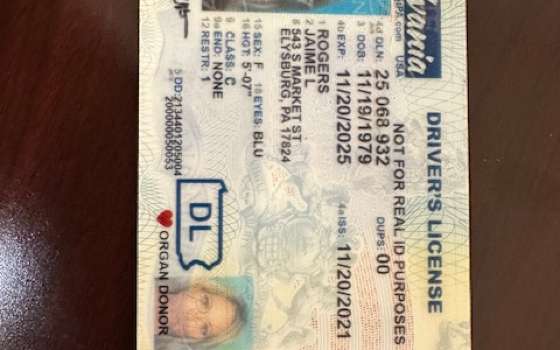 vania
PA.com USA
DRIVER'S LICENSE
NOT FOR REAL ID PURPOSES
4d DLN: 25 068 932 DUPS: 00
3 DOB: 11/19/1979
4b EXP: 11/20/2025 4a ISS: 11/20/2021
1 ROGERS
2 JAIME L
8 543 S MARKET ST
ELYSBURG, PA 17824
15 SEX: F 18 EYES: BLU
16 HGT: 5'-07"
9 CLASS: C
9a END: NONE
12 RESTR: 1
5 DD: 2134401205004
200000050053
DL
ORGAN DONOR